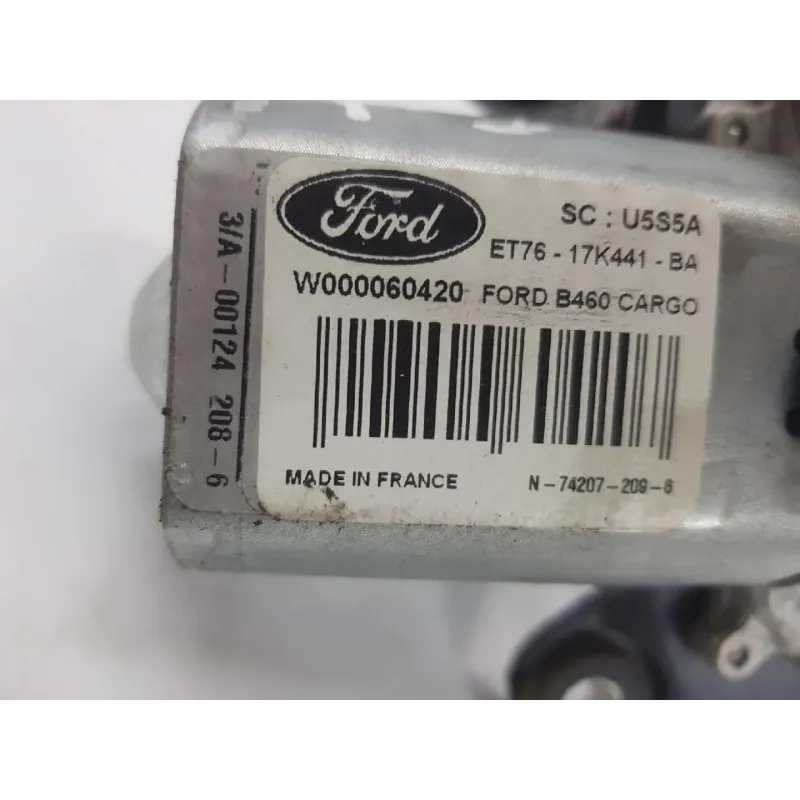 Ford
SC : U5S5A
ET76 - 17K441 - BA
W000060420 FORD B460 CARGO
MADE IN FRANCE
N - 74207 - 209 - 6
3/A - 00124 208 - 6